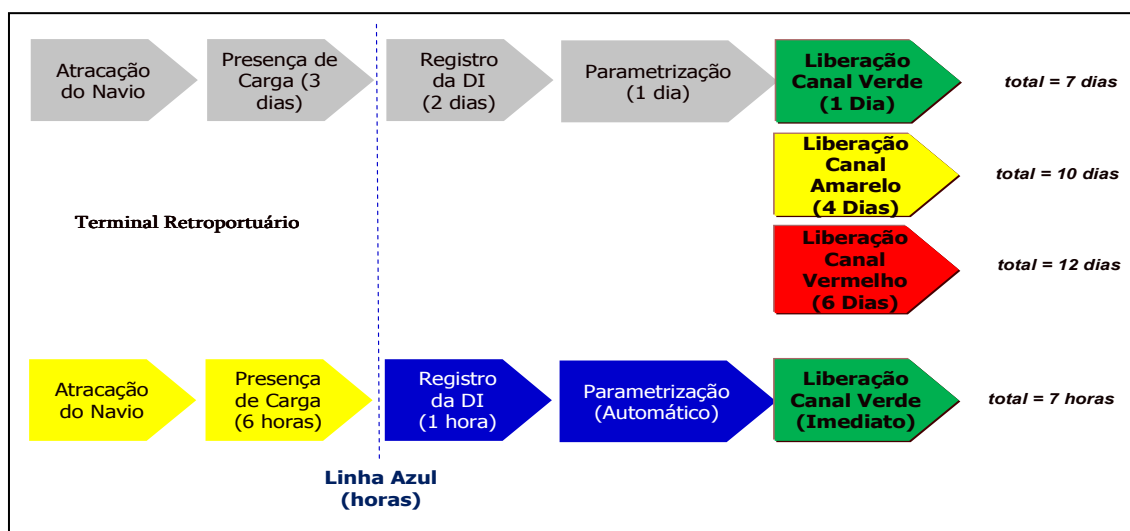 Atracação
do Navio
Presença de
Carga (3
dias)
Registro
da DI
(2 dias)
Parametrização
(1 dia)
Liberação
Canal Verde
(1 Dia)
total = 7 dias
Liberação
Canal
Amarelo
(4 Dias)
total = 10 dias
Terminal Retroportuário
Liberação
Canal
Vermelho
(6 Dias)
total = 12 dias
Atracação
do Navio
Presença
de Carga
(6 horas)
Registro
da DI
(1 hora)
Parametrização
(Automático)
Liberação
Canal Verde
(Imediato)
total = 7 horas
Linha Azul
(horas)